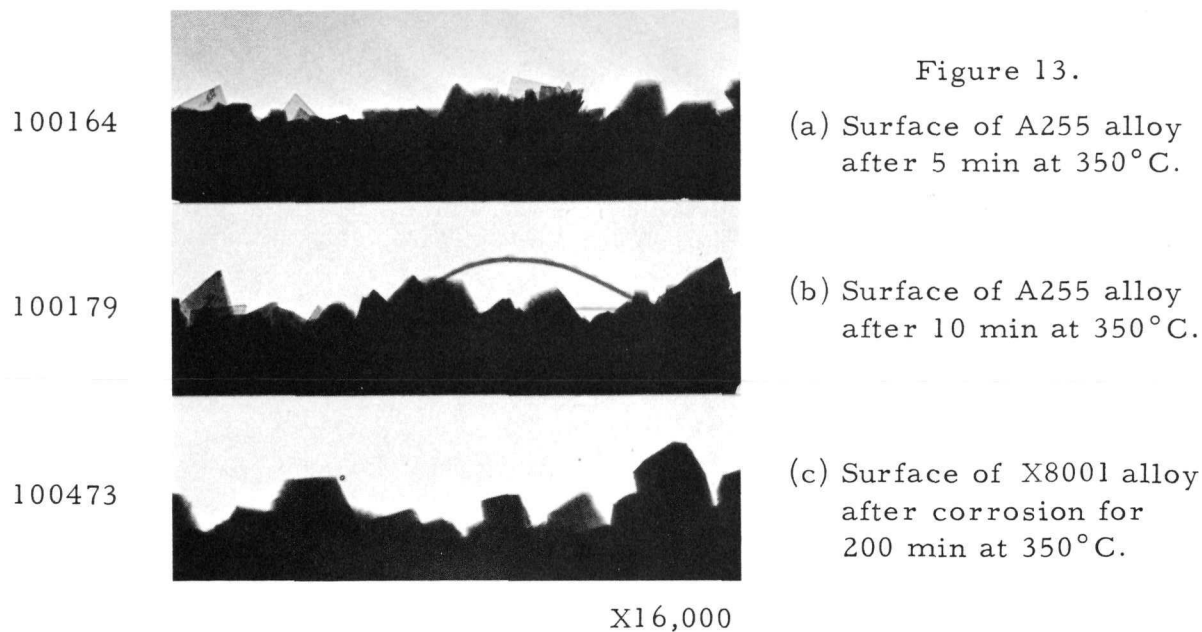 Figure 13.
100164
(a) Surface of A255 alloy
after 5 min at 350°C.
100179
(b) Surface of A255 alloy
after 10 min at 350°C.
100473
(c) Surface of X8001 alloy
after corrosion for
200 min at 350°C.
X16,000